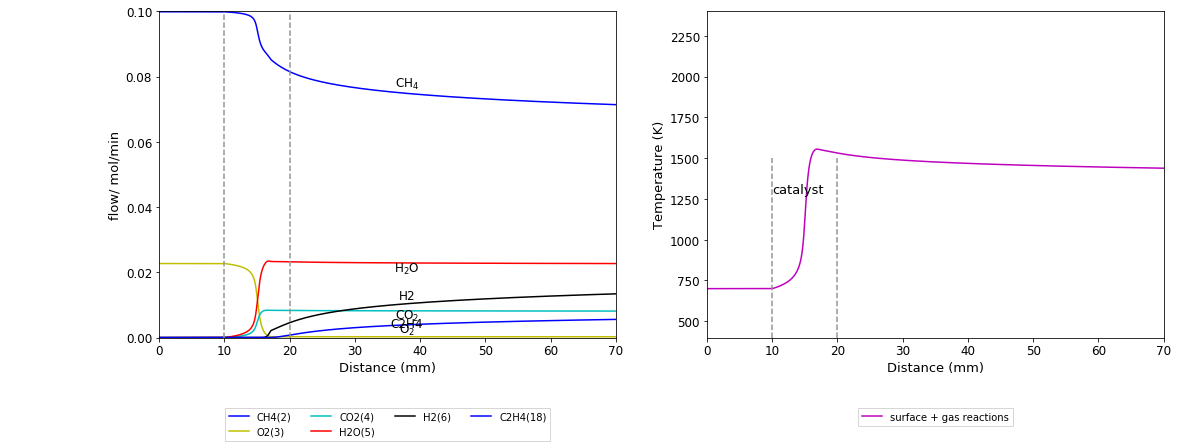 0.10
0.08
0.06
0.04
0.02
0.00
flow/ mol/min
CH₄
H₂O
H2
CO₂
C2H4
O₂
0 10 20 30 40 50 60 70
Distance (mm)
CH4(2) CO2(4) H2(6) C2H4(18)
O2(3) H2O(5)
2250
2000
1750
1500
1250
1000
750
500
Temperature (K)
catalyst
0 10 20 30 40 50 60 70
Distance (mm)
surface + gas reactions